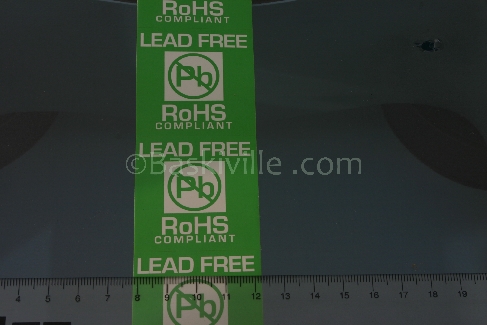 RoHS
COMPLIANT
LEAD FREE
Pb
RoHS
COMPLIANT
LEAD FREE
©Baskiville .com
Pb
RoHS
COMPLIANT
LEAD FREE
4 5 6 7 8 9 10 11 12 13 14 15 16 17 18 19
Pb